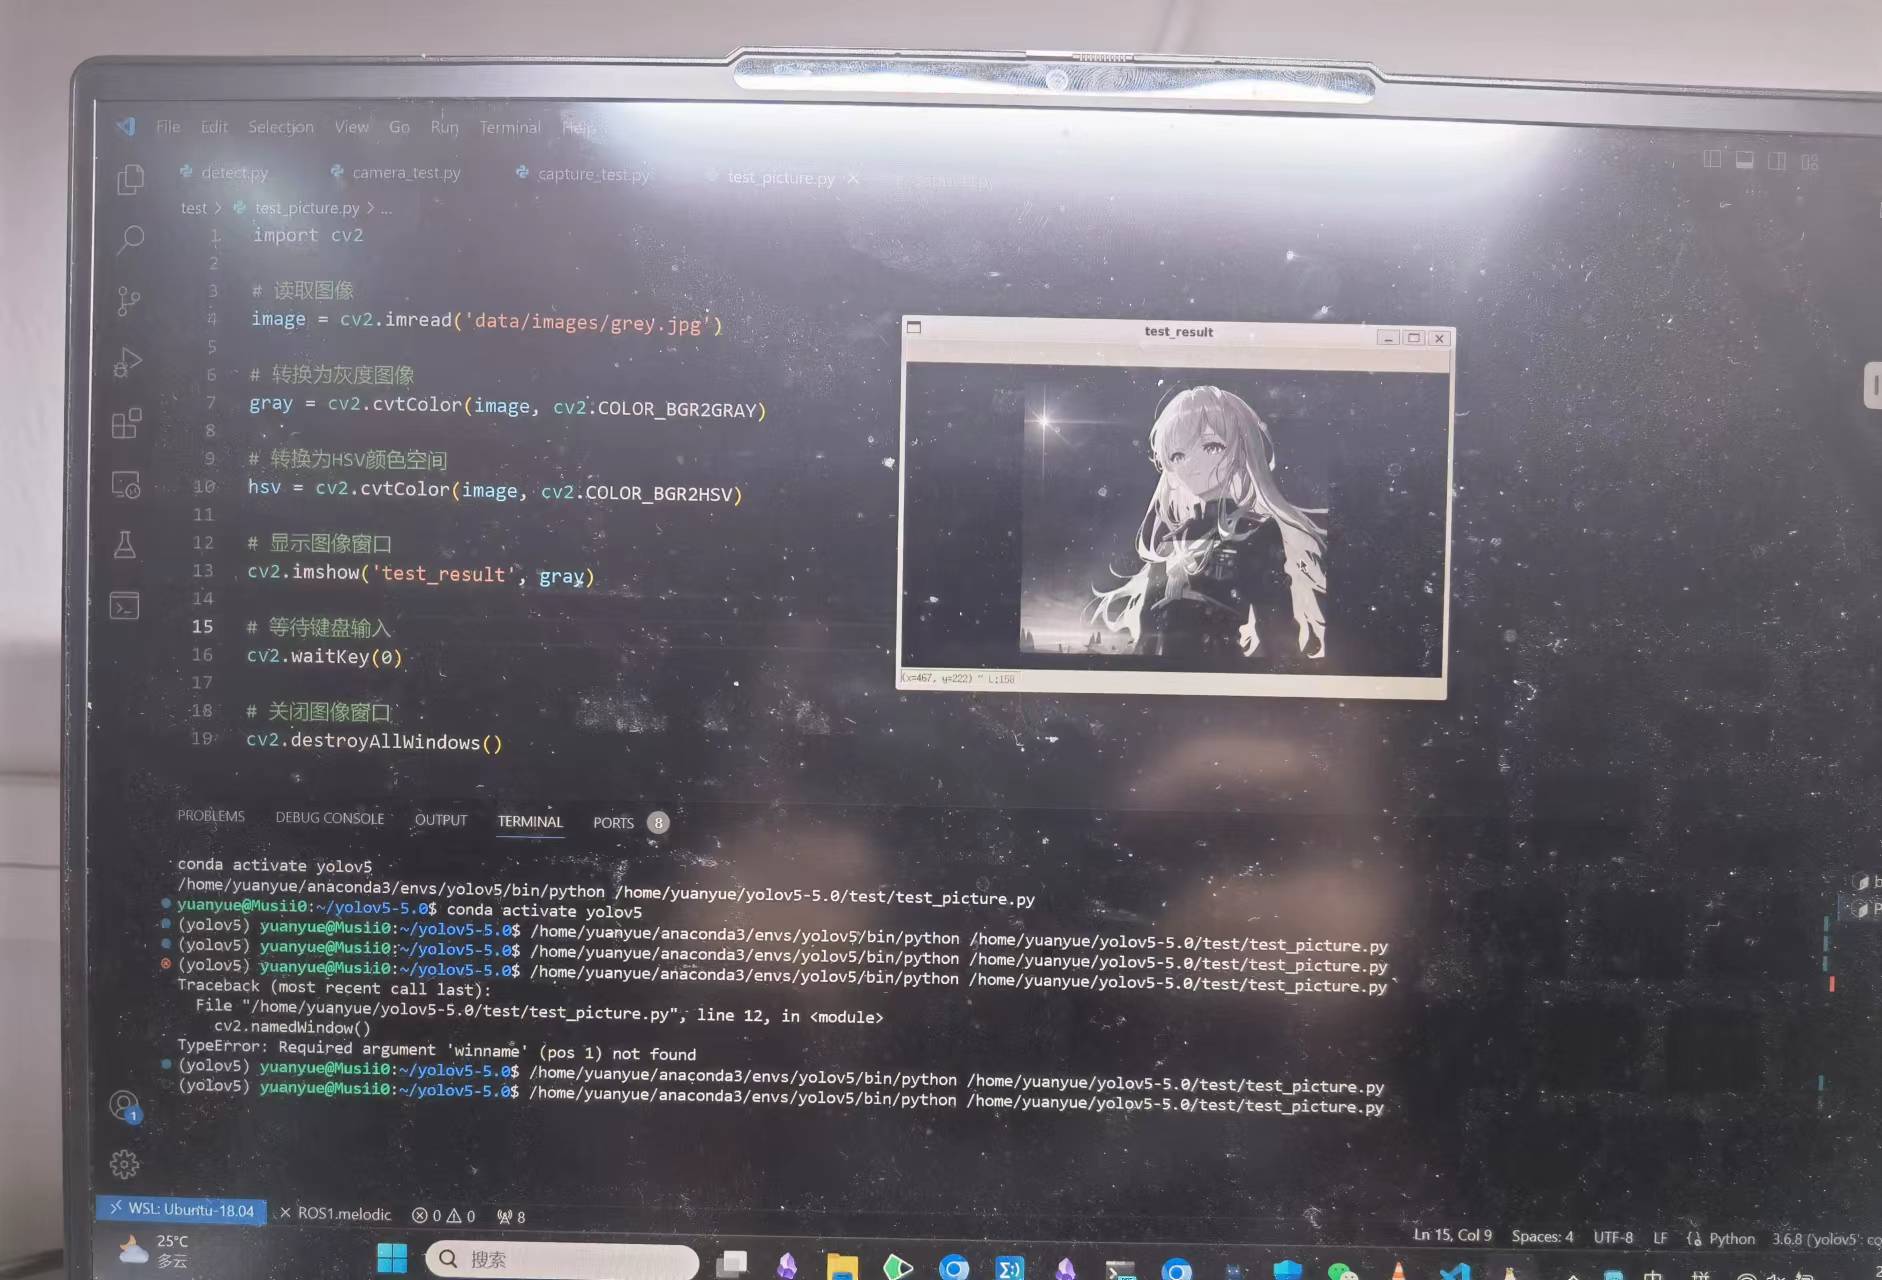 File Edit Selection View Go Run Terminal Help
detect.py camera_test.py capture_test.py test_picture.py
test > test_picture.py > ...
1 import cv2
2
3 # 读取图像
4 image = cv2.imread('data/images/grey.jpg')
5
6 # 转换为灰度图像
7 gray = cv2.cvtColor(image, cv2.COLOR_BGR2GRAY)
8
9 # 转换为HSV颜色空间
10 hsv = cv2.cvtColor(image, cv2.COLOR_BGR2HSV)
11
12 # 显示图像窗口
13 cv2.imshow('test_result', gray)
14
15 # 等待键盘输入
16 cv2.waitKey(0)
17
18 # 关闭图像窗口
19 cv2.destroyAllWindows()
test_result
(x=467, y=222) ~ L:158
PROBLEMS DEBUG CONSOLE OUTPUT TERMINAL PORTS 8
conda activate yolov5
/home/yuanyue/anaconda3/envs/yolov5/bin/python /home/yuanyue/yolov5-5.0/test/test_picture.py
yuanyue@Musii0:~/yolov5-5.0$ conda activate yolov5
(yolov5) yuanyue@Musii0:~/yolov5-5.0$ /home/yuanyue/anaconda3/envs/yolov5/bin/python /home/yuanyue/yolov5-5.0/test/test_picture.py
(yolov5) yuanyue@Musii0:~/yolov5-5.0$ /home/yuanyue/anaconda3/envs/yolov5/bin/python /home/yuanyue/yolov5-5.0/test/test_picture.py
(yolov5) yuanyue@Musii0:~/yolov5-5.0$ /home/yuanyue/anaconda3/envs/yolov5/bin/python /home/yuanyue/yolov5-5.0/test/test_picture.py
Traceback (most recent call last):
File "/home/yuanyue/yolov5-5.0/test/test_picture.py", line 12, in <module>
cv2.namedWindow()
TypeError: Required argument 'winname' (pos 1) not found
(yolov5) yuanyue@Musii0:~/yolov5-5.0$ /home/yuanyue/anaconda3/envs/yolov5/bin/python /home/yuanyue/yolov5-5.0/test/test_picture.py
(yolov5) yuanyue@Musii0:~/yolov5-5.0$ /home/yuanyue/anaconda3/envs/yolov5/bin/python /home/yuanyue/yolov5-5.0/test/test_picture.py
1
WSL: Ubuntu-18.04 ROS1.melodic 0 0 8 Ln 15, Col 9 Spaces: 4 UTF-8 LF Python 3.6.8 ('yolov5':
25°C
多云
搜索